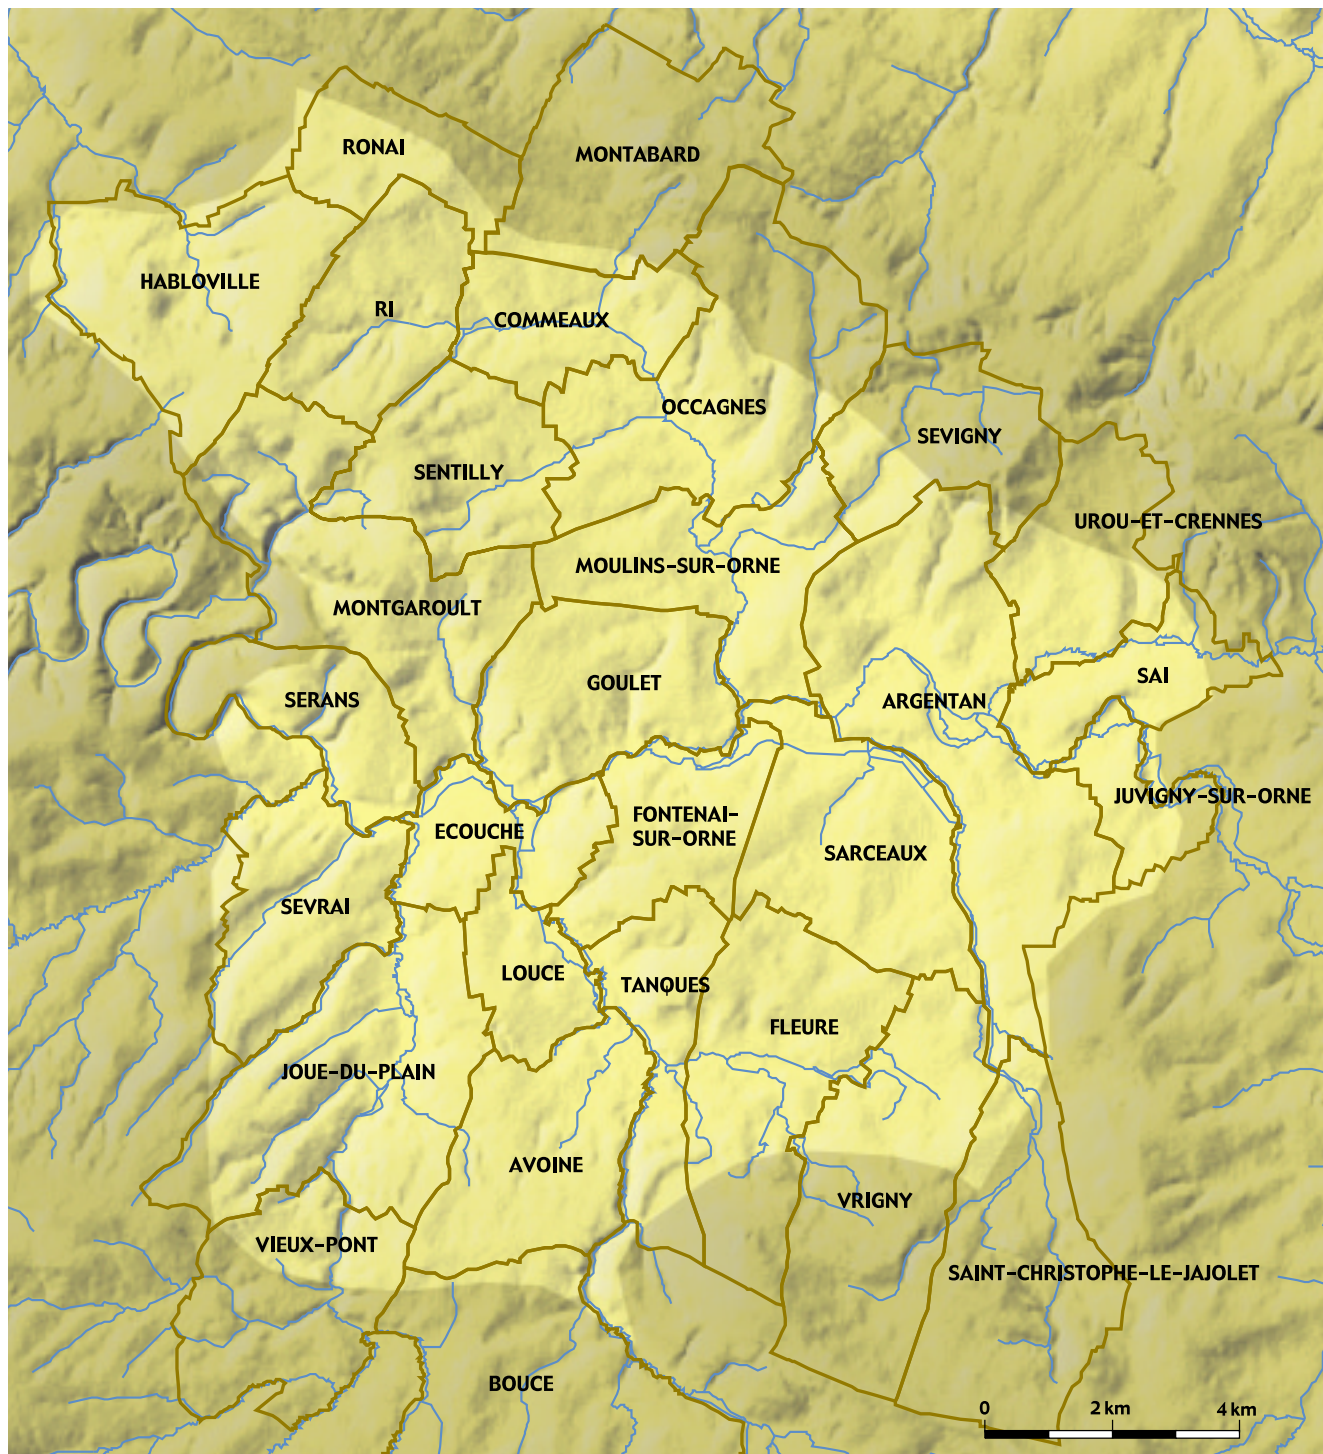 RONAI
MONTABARD
HABLOVILLE
RI
COMMEAUX
OCCAGNES
SEVIGNY
SENTILLY
UROU-ET-CRENNES
MOULINS-SUR-ORNE
MONTGAROULT
SAI
GOULET
SERANS
ARGENTAN
JUVIGNY-SUR-ORNE
FONTENAI-
SUR-ORNE
ECOUCHE
SARCEAUX
SEVRAI
LOUCE
TANQUES
FLEURE
JOUE-DU-PLAIN
AVOINE
VRIGNY
VIEUX-PONT
SAINT-CHRISTOPHE-LE-JAJOLET
BOUCE
0 2 km 4 km